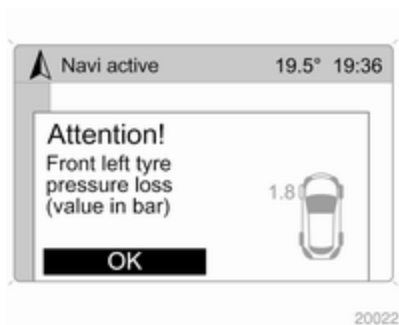 Navi active 19.5° 19:36
Attention!
Front left tyre
pressure loss
(value in bar)
1.8
OK
20022